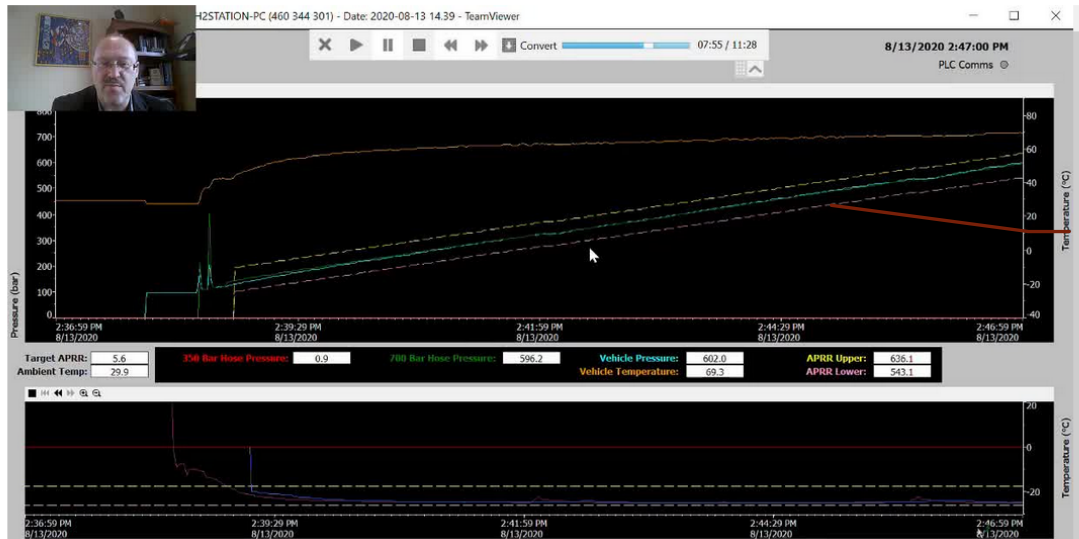 H2STATION-PC (460 344 301) - Date: 2020-08-13 14.39 - TeamViewer
Convert 07:55 / 11:28
8/13/2020 2:47:00 PM
PLC Comms
800
700
600
500
400
300
200
100
0
Pressure (bar)
80
60
40
20
0
-20
-40
Temperature (°C)
2:36:59 PM 2:39:29 PM 2:41:59 PM 2:44:29 PM 2:46:59 PM
8/13/2020 8/13/2020 8/13/2020 8/13/2020 8/13/2020
Target APRR: 5.6 350 Bar Hose Pressure: 0.9 700 Bar Hose Pressure: 596.2 Vehicle Pressure: 602.0 APRR Upper: 636.1
Ambient Temp: 29.9 Vehicle Temperature: 69.3 APRR Lower: 543.1
20
0
-20
Temperature (°C)
2:36:59 PM 2:39:29 PM 2:41:59 PM 2:44:29 PM 2:46:59 PM
8/13/2020 8/13/2020 8/13/2020 8/13/2020 8/13/2020